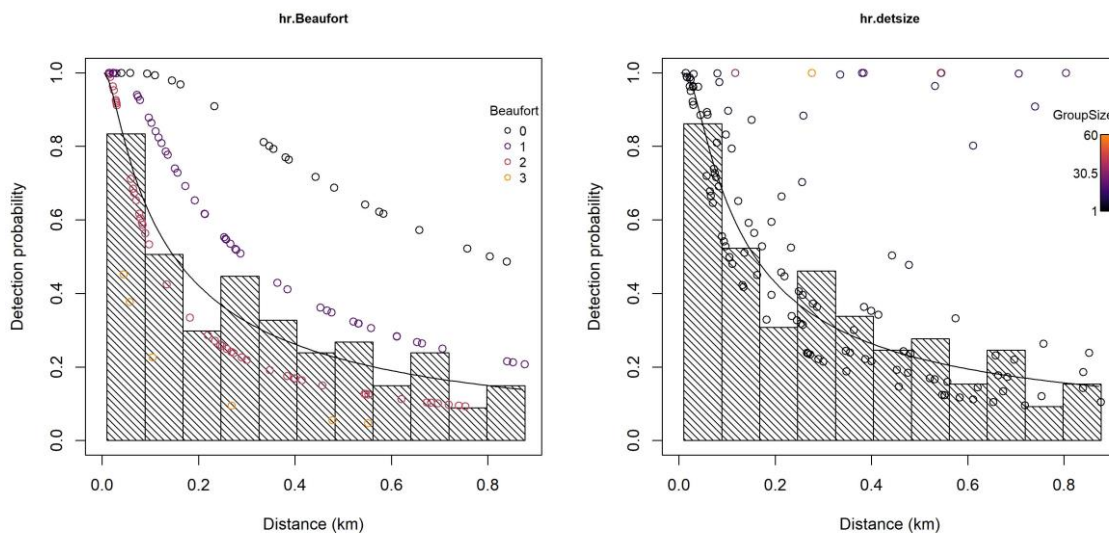 hr.Beaufort
Detection probability
1.0
0.8
0.6
0.4
0.2
0.0
Beaufort
0
1
2
3
0.0 0.2 0.4 0.6 0.8
Distance (km)
hr.detsize
Detection probability
1.0
0.8
0.6
0.4
0.2
0.0
GroupSize
60
30.5
1
0.0 0.2 0.4 0.6 0.8
Distance (km)